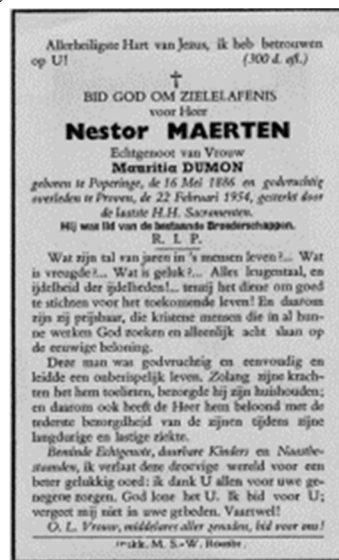 Allerheiligste Hart van Jezus, ik heb betrouwen
op U! (300 d. afl.)
BID GOD OM ZIELELAFENIS
voor Heer
Nestor MAERTEN
Echtgenoot van Vrouw
Mauritia DUMON
geboren te Poperinge, de 16 Mei 1886 en godvruchtig
overleden te Proven, de 22 Februari 1954, gesterkt door
de laatste H.H. Sacramenten.
Hij was lid van de bestaande Broederschappen.
R. I. P.
Wat zijn tal van jaren in 's mensen leven?... Wat
is vreugde?... Wat is geluk?... Alles leugentaal, en
ijdelheid der ijdelheden!... tenzij het diene om goed
te stichten voor het toekomende leven! En daarom
zijn zij prijsbaar, die kristene mensen die in al hun-
ne werken God zoeken en alleenlijk acht slaan op
de eeuwige beloning.
Deze man was godvruchtig en eenvoudig en
leidde een onberispelijk leven. Zolang zijne krach-
ten het hem toelieten, bezorgde hij zijn huishouden;
en daarom ook heeft de Heer hem beloond met de
tederste bezorgdheid van de zijnen tijdens zijne
langdurige en lastige ziekte.
Beminde Echtgenote, duurbare Kinders en Naastbe-
staanden, ik verlaat deze droevige wereld voor een
beter gelukkig oord: ik dank U allen voor uwe ge-
negene zorgen. God lone het U. Ik bid voor U;
vergeet mij niet in uwe gebeden. Vaartwel!
O. L. Vrouw, middelares aller genaden, bid voor ons!
M. S.-W.